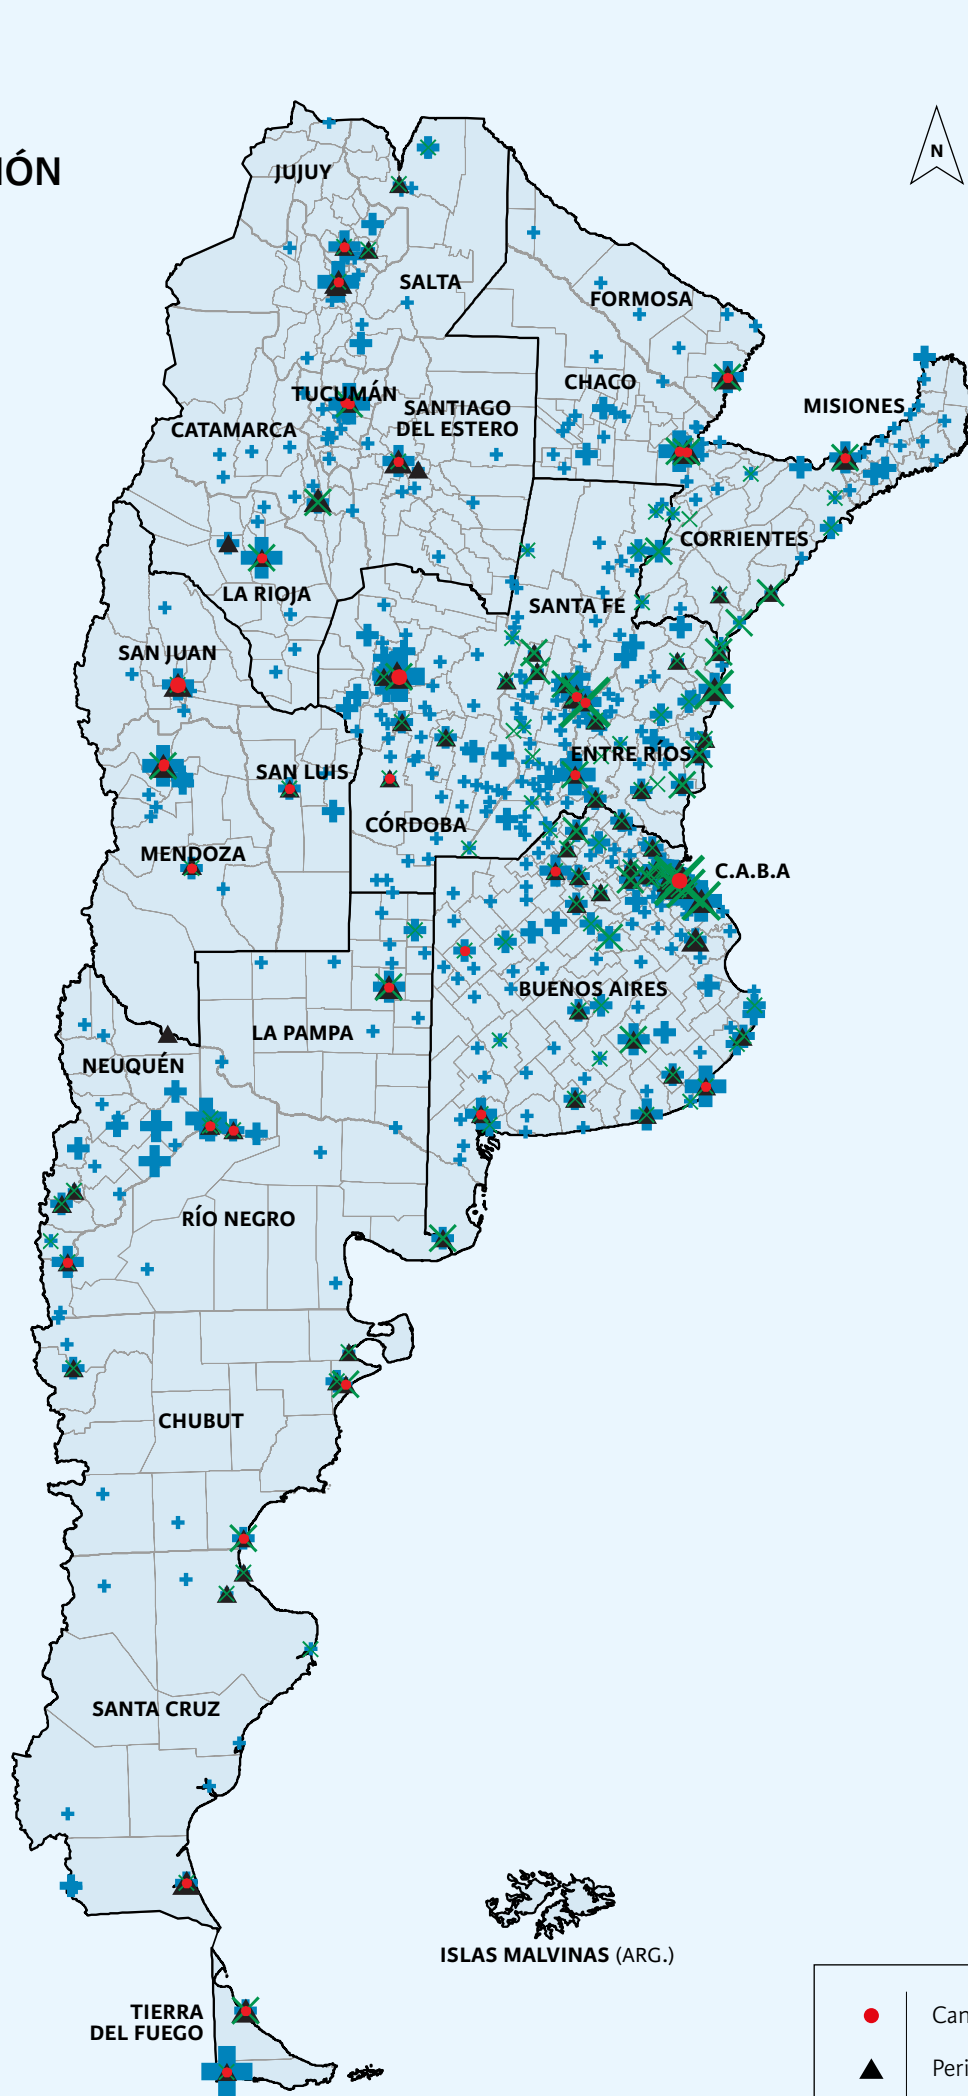 IÓN
N
JUJUY
SALTA
FORMOSA
CHACO
MISIONES
TUCUMÁN
SANTIAGO
DEL ESTERO
CATAMARCA
CORRIENTES
LA RIOJA
SANTA FE
SAN JUAN
ENTRE RÍOS
SAN LUIS
CÓRDOBA
MENDOZA
C.A.B.A
BUENOS AIRES
LA PAMPA
NEUQUÉN
RÍO NEGRO
CHUBUT
SANTA CRUZ
ISLAS MALVINAS (ARG.)
TIERRA
DEL FUEGO
Can
Peri